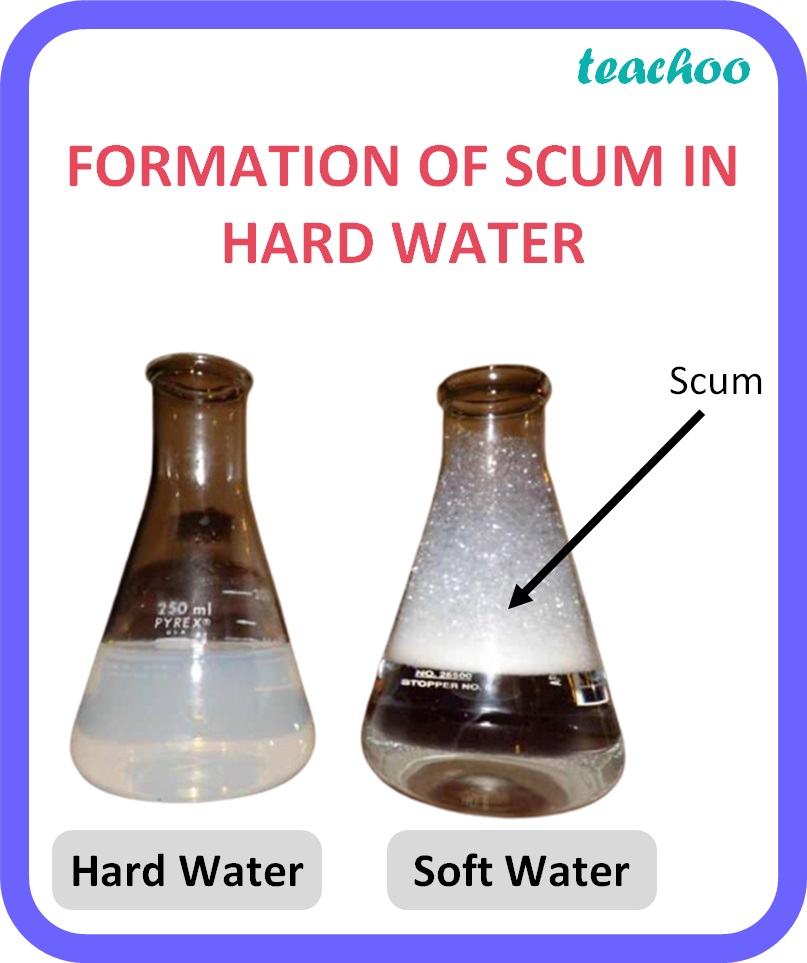 teachoo
FORMATION OF SCUM IN
HARD WATER
Scum
250 ml
PYREX®
NO. 26500
STOPPER NO.
Hard Water
Soft Water